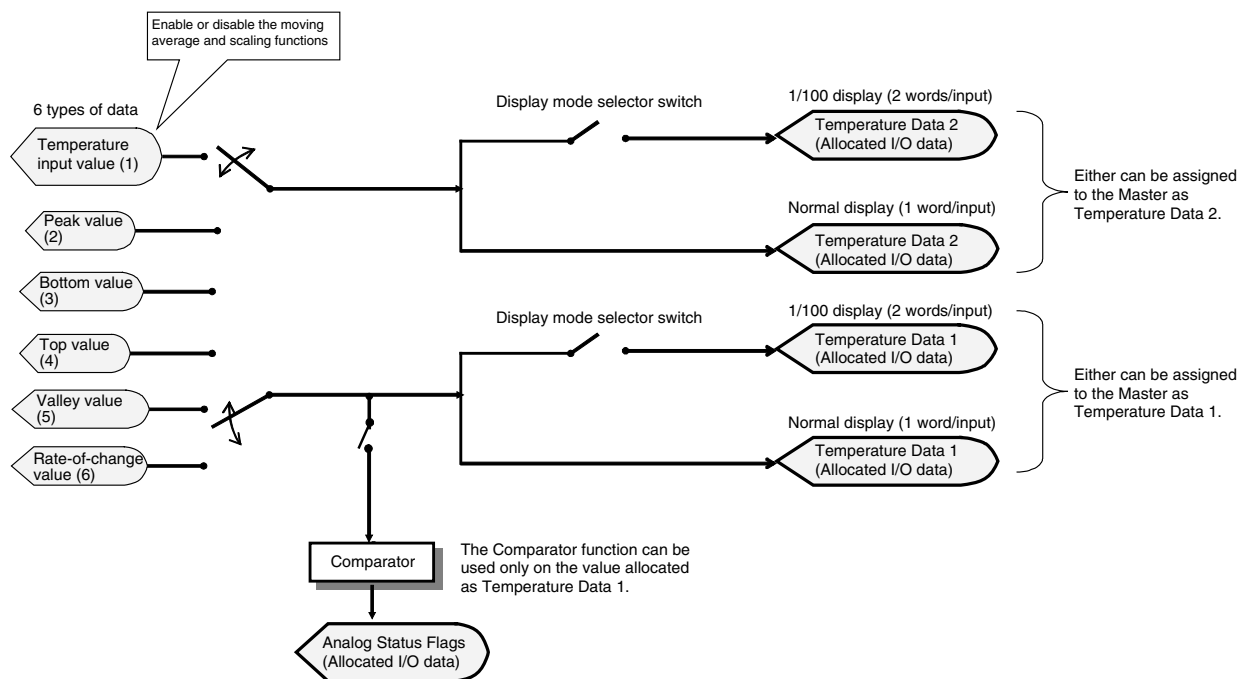 Enable or disable the moving
average and scaling functions
6 types of data
Temperature
input value (1)
Peak value
(2)
Bottom value
(3)
Top value
(4)
Valley value
(5)
Rate-of-change
value (6)
Display mode selector switch
1/100 display (2 words/input)
Temperature Data 2
(Allocated I/O data)
Normal display (1 word/input)
Temperature Data 2
(Allocated I/O data)
Either can be assigned
to the Master as
Temperature Data 2.
Display mode selector switch
1/100 display (2 words/input)
Temperature Data 1
(Allocated I/O data)
Normal display (1 word/input)
Temperature Data 1
(Allocated I/O data)
Either can be assigned
to the Master as
Temperature Data 1.
Comparator
The Comparator function can be
used only on the value allocated
as Temperature Data 1.
Analog Status Flags
(Allocated I/O data)